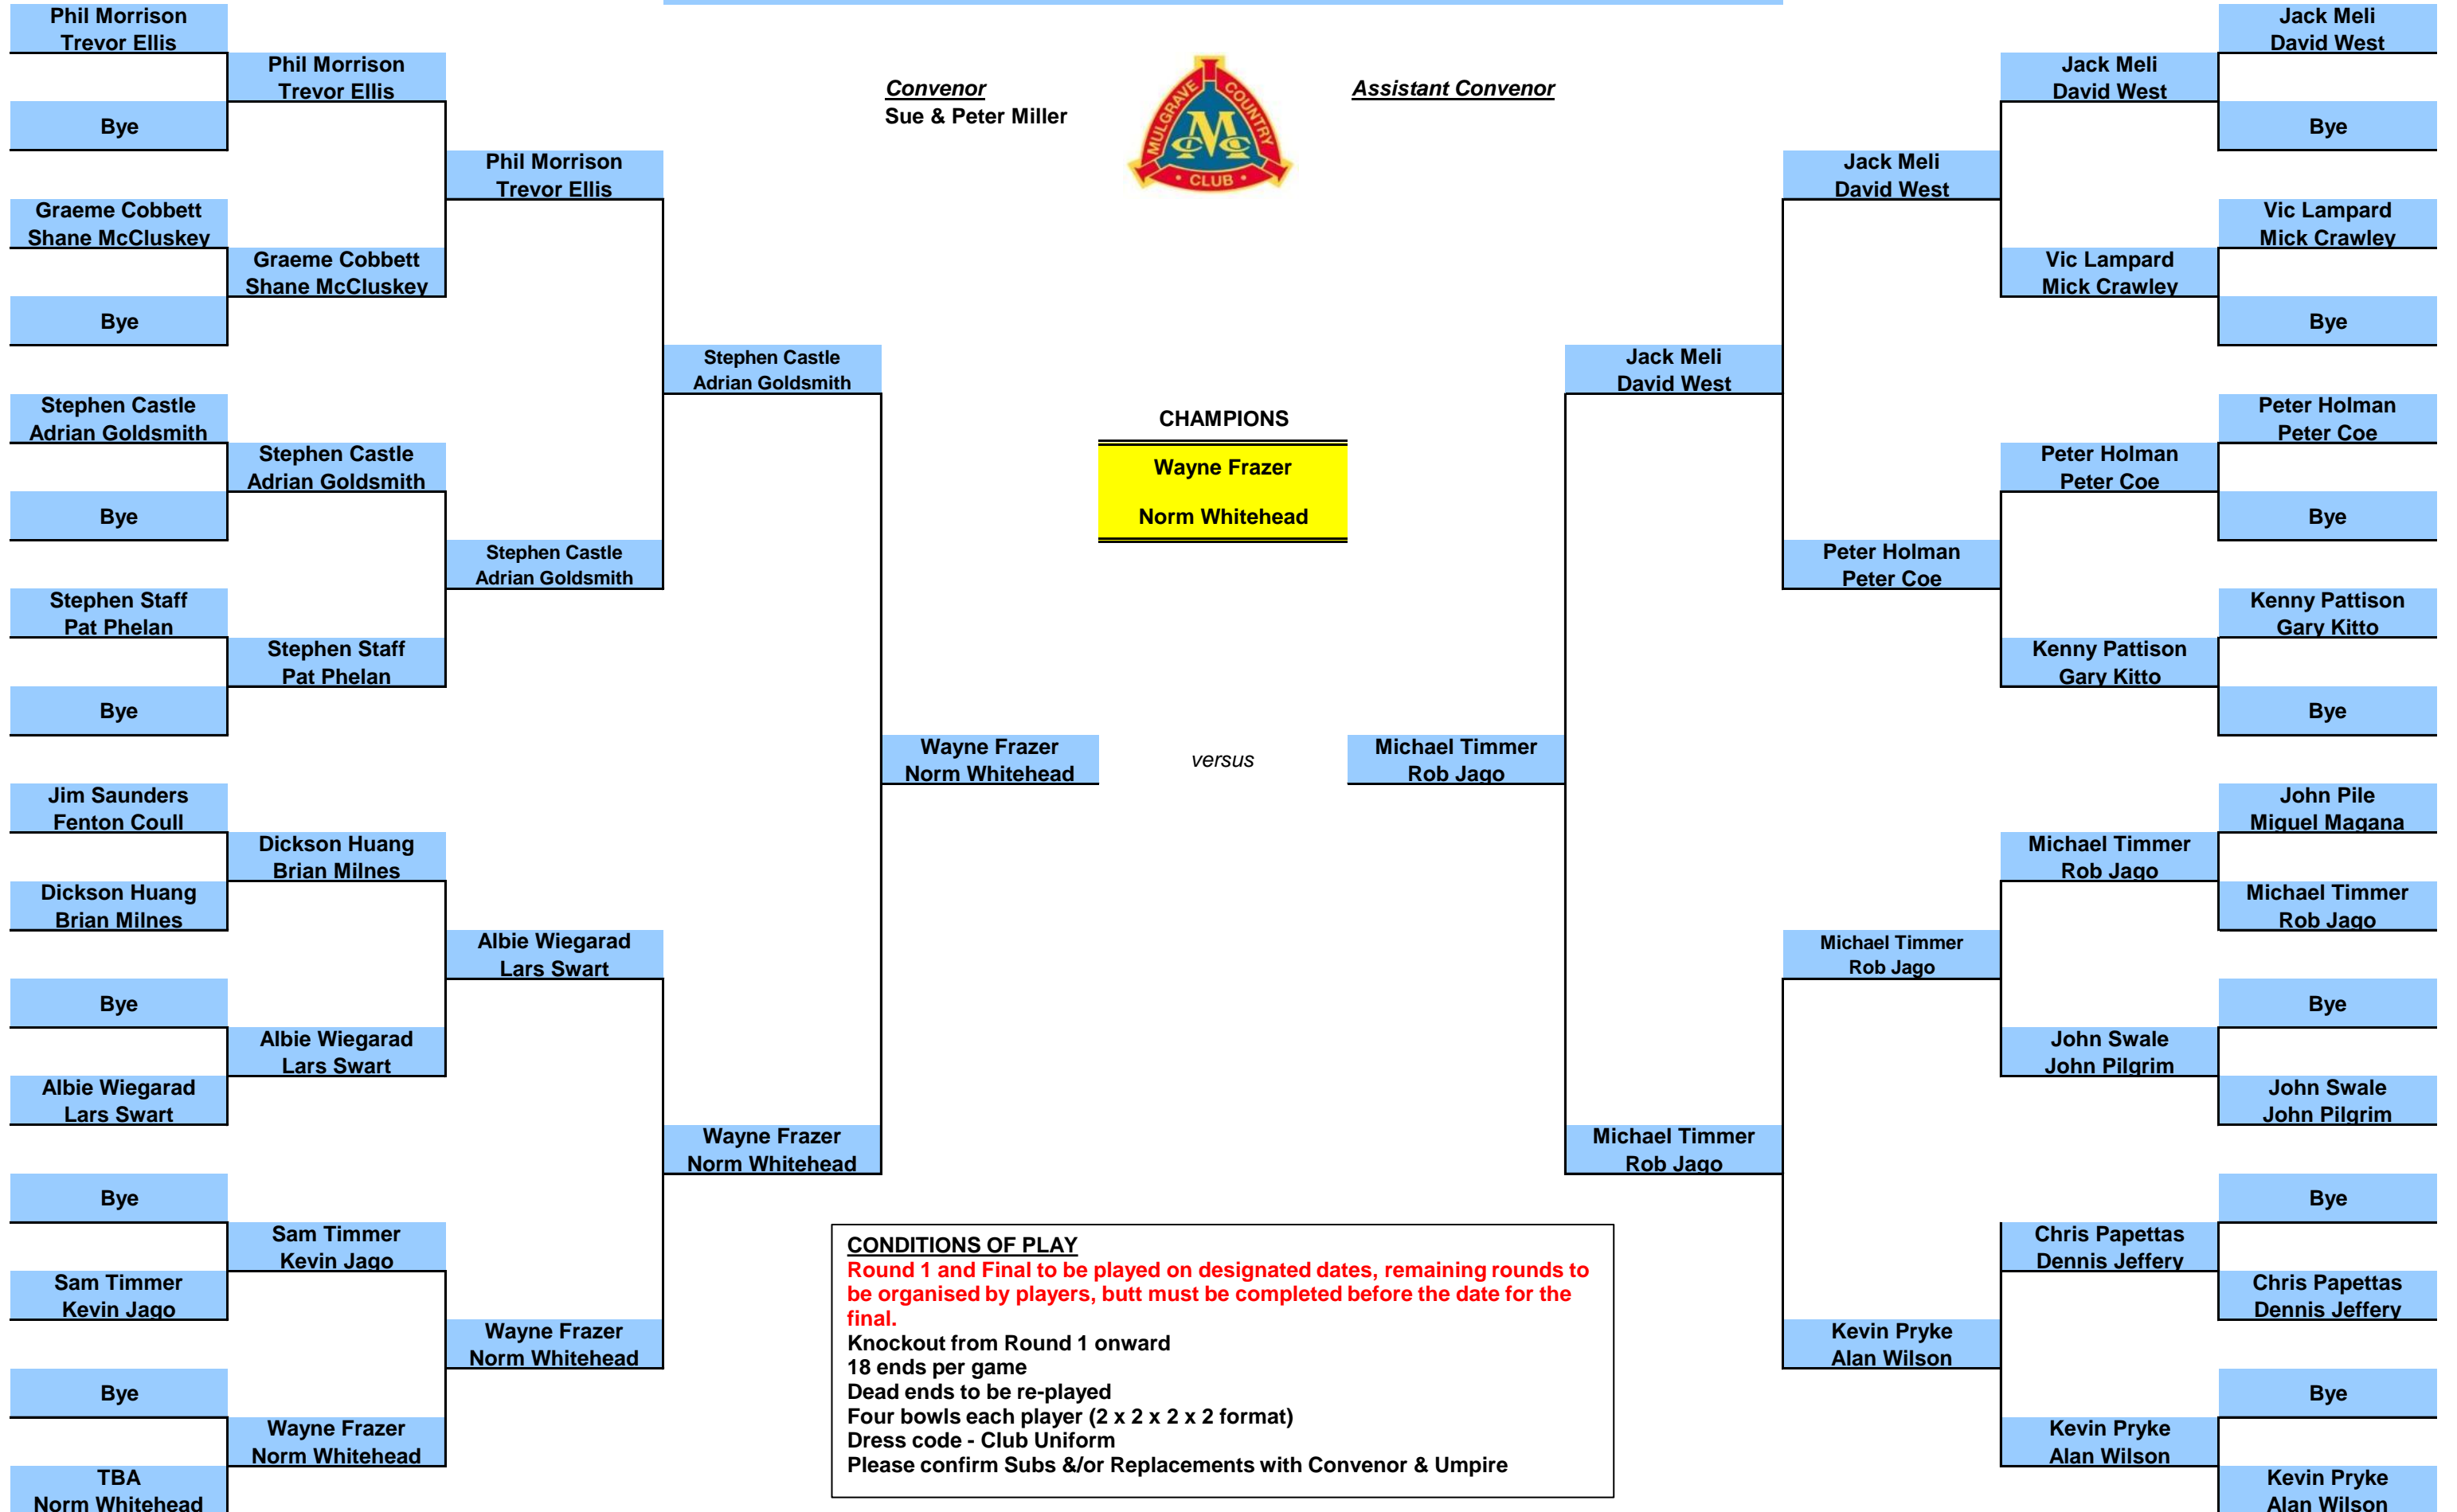 Phil Morrison
Trevor Ellis
Bye
Graeme Cobbett
Shane McCluskey
Bye
Stephen Castle
Adrian Goldsmith
Bye
Stephen Staff
Pat Phelan
Bye
Jim Saunders
Fenton Coull
Dickson Huang
Brian Milnes
Bye
Albie Wiegarad
Lars Swart
Bye
Sam Timmer
Kevin Jago
Bye
TBA
Norm Whitehead
Phil Morrison
Trevor Ellis
Graeme Cobbett
Shane McCluskey
Stephen Castle
Adrian Goldsmith
Stephen Staff
Pat Phelan
Dickson Huang
Brian Milnes
Albie Wiegarad
Lars Swart
Sam Timmer
Kevin Jago
Wayne Frazer
Norm Whitehead
Phil Morrison
Trevor Ellis
Stephen Castle
Adrian Goldsmith
Albie Wiegarad
Lars Swart
Wayne Frazer
Norm Whitehead
Stephen Castle
Adrian Goldsmith
Wayne Frazer
Norm Whitehead
Wayne Frazer
Norm Whitehead
Convenor
Sue & Peter Miller
MULGRAVE COUNTRY
MCC
• CLUB •
Assistant Convenor
CHAMPIONS
Wayne Frazer
Norm Whitehead
versus
Michael Timmer
Rob Jago
Jack Meli
David West
Michael Timmer
Rob Jago
Jack Meli
David West
Peter Holman
Peter Coe
Michael Timmer
Rob Jago
Kevin Pryke
Alan Wilson
Jack Meli
David West
Vic Lampard
Mick Crawley
Peter Holman
Peter Coe
Kenny Pattison
Gary Kitto
Michael Timmer
Rob Jago
John Swale
John Pilgrim
Chris Papettas
Dennis Jeffery
Kevin Pryke
Alan Wilson
Jack Meli
David West
Bye
Vic Lampard
Mick Crawley
Bye
Peter Holman
Peter Coe
Bye
Kenny Pattison
Gary Kitto
Bye
John Pile
Miguel Magana
Michael Timmer
Rob Jago
Bye
John Swale
John Pilgrim
Bye
Chris Papettas
Dennis Jeffery
Bye
Kevin Pryke
Alan Wilson
CONDITIONS OF PLAY
Round 1 and Final to be played on designated dates, remaining rounds to
be organised by players, butt must be completed before the date for the
final.
Knockout from Round 1 onward
18 ends per game
Dead ends to be re-played
Four bowls each player (2 x 2 x 2 x 2 format)
Dress code - Club Uniform
Please confirm Subs &/or Replacements with Convenor & Umpire